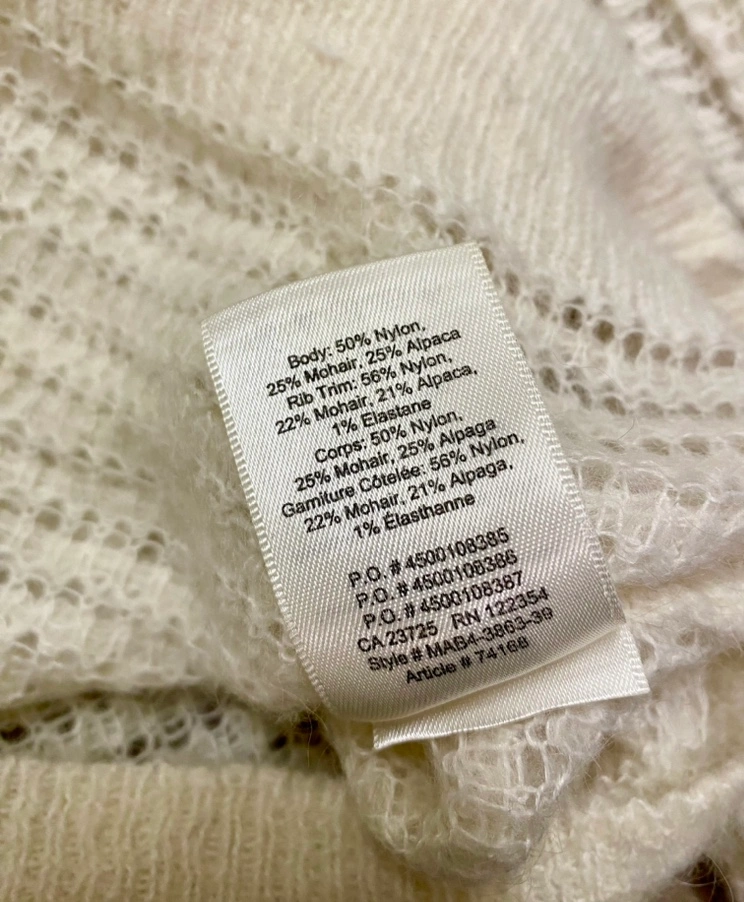 Body: 50% Nylon,
25% Mohair, 25% Alpaca
Rib Trim: 56% Nylon,
22% Mohair, 21% Alpaca,
1% Elastane
Corps: 50% Nylon,
25% Mohair, 25% Alpaga
Garniture Côtelée: 56% Nylon,
22% Mohair, 21% Alpaga,
1% Élasthanne
P.O. # 4500108385
P.O. # 4500108386
P.O. # 4500108387
CA 23725 RN 122354
Style # MAB4-3863-39
Article # 74168